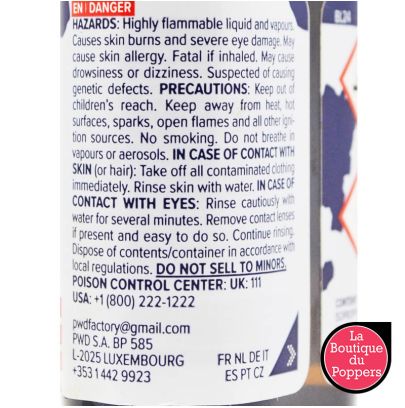 EN | DANGER
HAZARDS: Highly flammable liquid and vapours.
Causes skin burns and severe eye damage. May
cause skin allergy. Fatal if inhaled. May cause
drowsiness or dizziness. Suspected of causing
genetic defects. PRECAUTIONS: Keep out of
children's reach. Keep away from heat, hot
surfaces, sparks, open flames and all other igni-
tion sources. No smoking. Do not breathe in
vapours or aerosols. IN CASE OF CONTACT WITH
SKIN (or hair): Take off all contaminated clothing
immediately. Rinse skin with water. IN CASE OF
CONTACT WITH EYES: Rinse cautiously with
water for several minutes. Remove contact lenses
if present and easy to do so. Continue rinsing.
Dispose of contents/container in accordance with
local regulations. DO NOT SELL TO MINORS.
POISON CONTROL CENTER: UK: 111
USA: +1 (800) 222-1222
pwdfactory@gmail.com
PWD S.A. BP 585
L-2025 LUXEMBOURG
+353 1 442 9923
FR NL DE IT
ES PT CZ
BL24
La
Boutique
du
Poppers